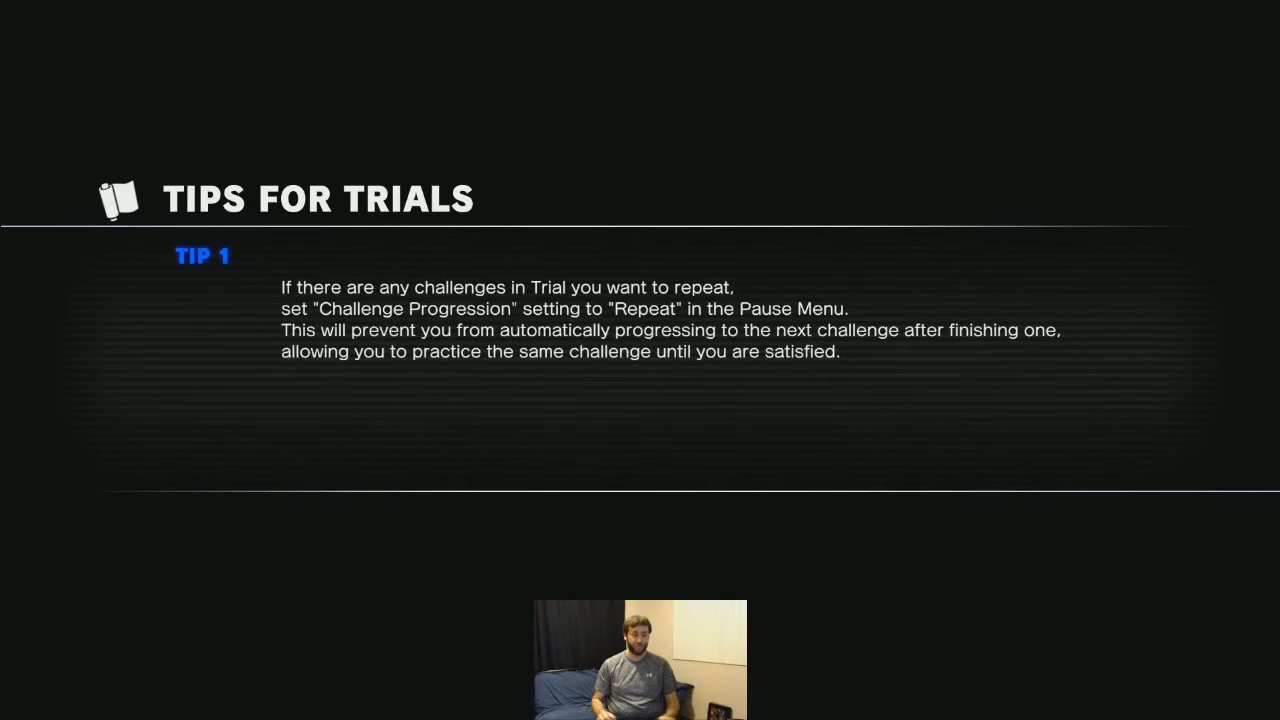 TIPS FOR TRIALS
TIP 1
If there are any challenges in Trial you want to repeat,
set "Challenge Progression" setting to "Repeat" in the Pause Menu.
This will prevent you from automatically progressing to the next challenge after finishing one,
allowing you to practice the same challenge until you are satisfied.